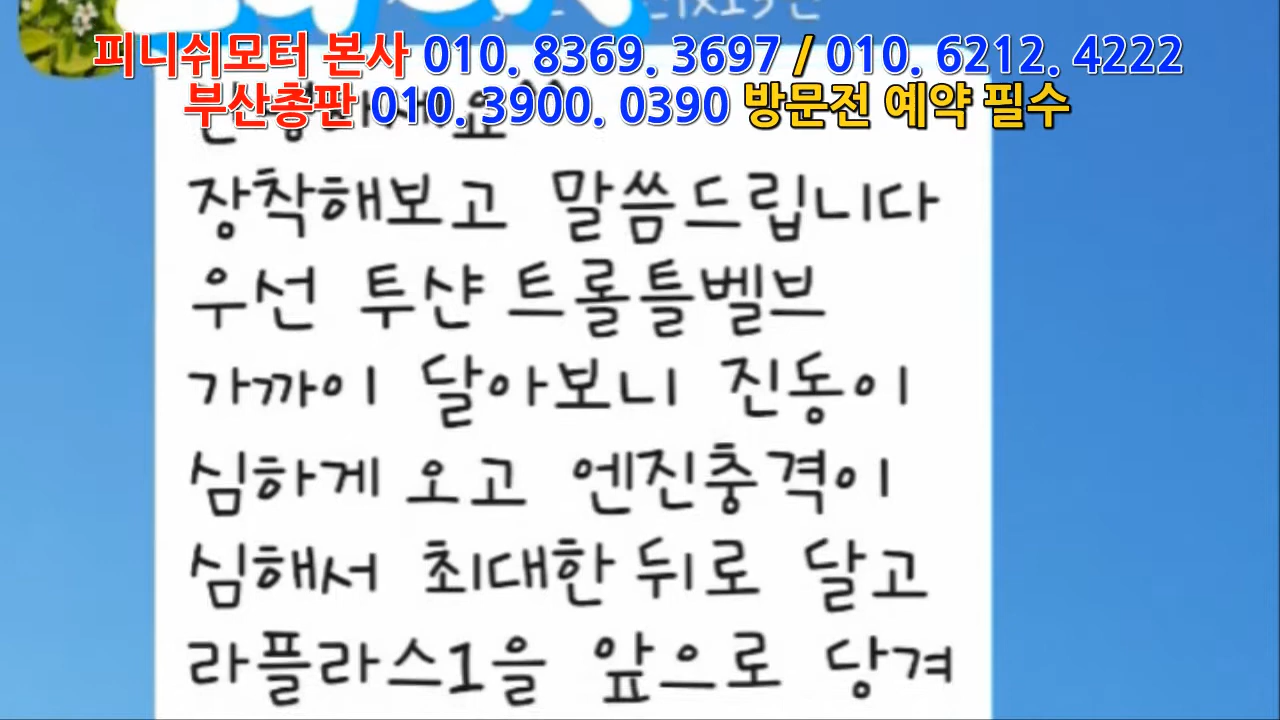 피니쉬모터 본사 010. 8369. 3697 / 010. 6212. 4222
부산총판 010. 3900. 0390 방문전 예약 필수
장착해보고 말씀드립니다
우선 투샨 트롤틀벨브
가까이 달아보니 진동이
심하게 오고 엔진충격이
심해서 최대한 뒤로 달고
라플라스1을 앞으로 당겨